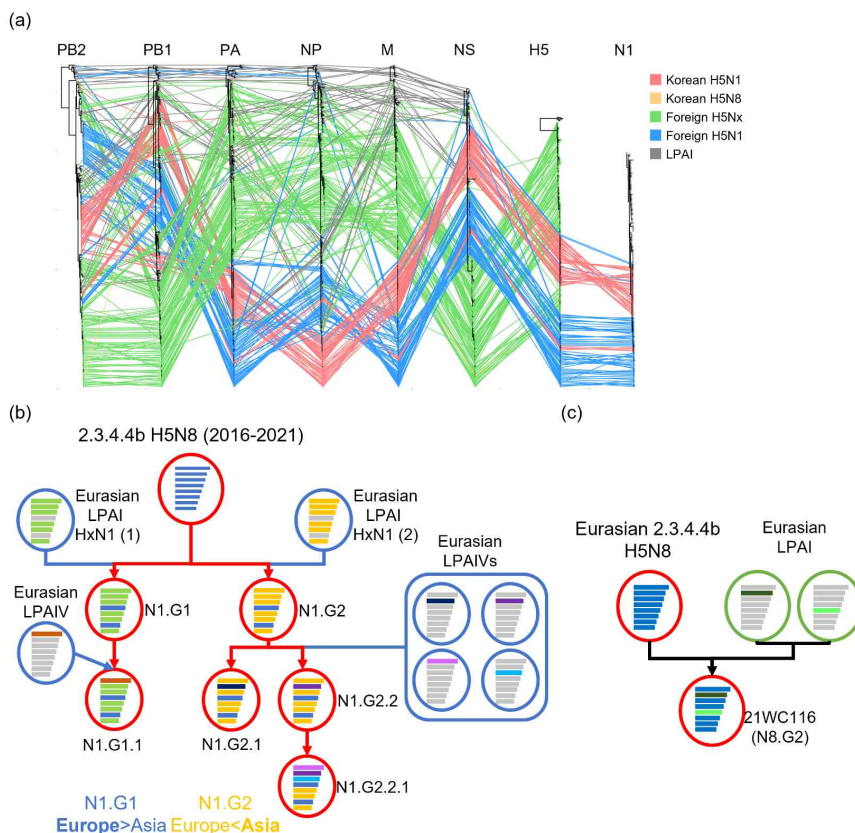 (a)
PB2 PB1 PA NP M NS H5 N1
Korean H5N1
Korean H5N8
Foreign H5Nx
Foreign H5N1
LPAI
(b)
2.3.4.4b H5N8 (2016-2021)
Eurasian
LPAI
HxN1 (1)
Eurasian
LPAI
HxN1 (2)
Eurasian
LPAIVs
Eurasian
LPAIV
N1.G1
N1.G2
N1.G1.1
N1.G2.1
N1.G2.2
N1.G2.2.1
N1.G1
Europe>Asia
N1.G2
Europe<Asia
(c)
Eurasian 2.3.4.4b
H5N8
Eurasian
LPAI
21WC116
(N8.G2)